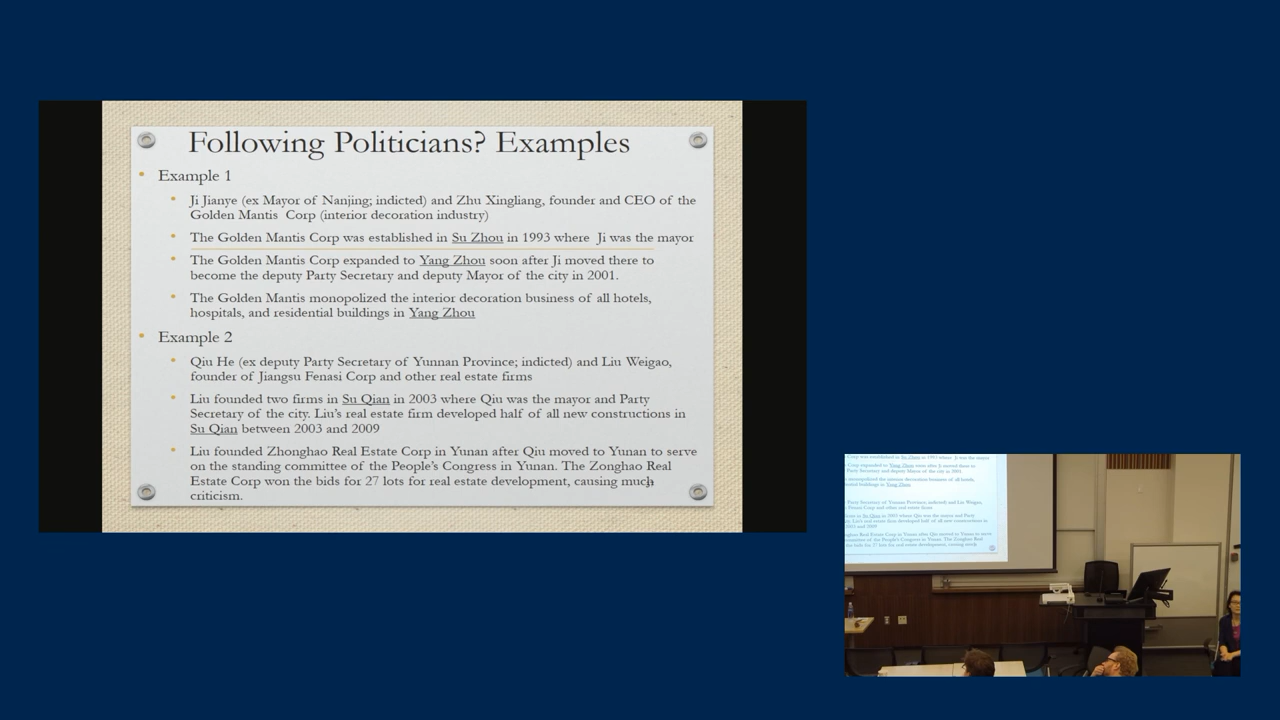 Following Politicians? Examples
Example 1
Ji Jianye (ex Mayor of Nanjing; indicted) and Zhu Xingliang, founder and CEO of the
Golden Mantis Corp (interior decoration industry)
The Golden Mantis Corp was established in Su Zhou in 1993 where Ji was the mayor
The Golden Mantis Corp expanded to Yang Zhou soon after Ji moved there to
become the deputy Party Secretary and deputy Mayor of the city in 2001.
The Golden Mantis monopolized the interior decoration business of all hotels,
hospitals, and residential buildings in Yang Zhou
Example 2
Qiu He (ex deputy Party Secretary of Yunnan Province; indicted) and Liu Weigao,
founder of Jiangsu Fenasi Corp and other real estate firms
Liu founded two firms in Su Qian in 2003 where Qiu was the mayor and Party
Secretary of the city. Liu's real estate firm developed half of all new constructions in
Su Qian between 2003 and 2009
Liu founded Zhonghao Real Estate Corp in Yunan after Qiu moved to Yunan to serve
on the standing committee of the People's Congress in Yunan. The Zonghao Real
Estate Corp won the bids for 27 lots for real estate development, causing much
criticism.